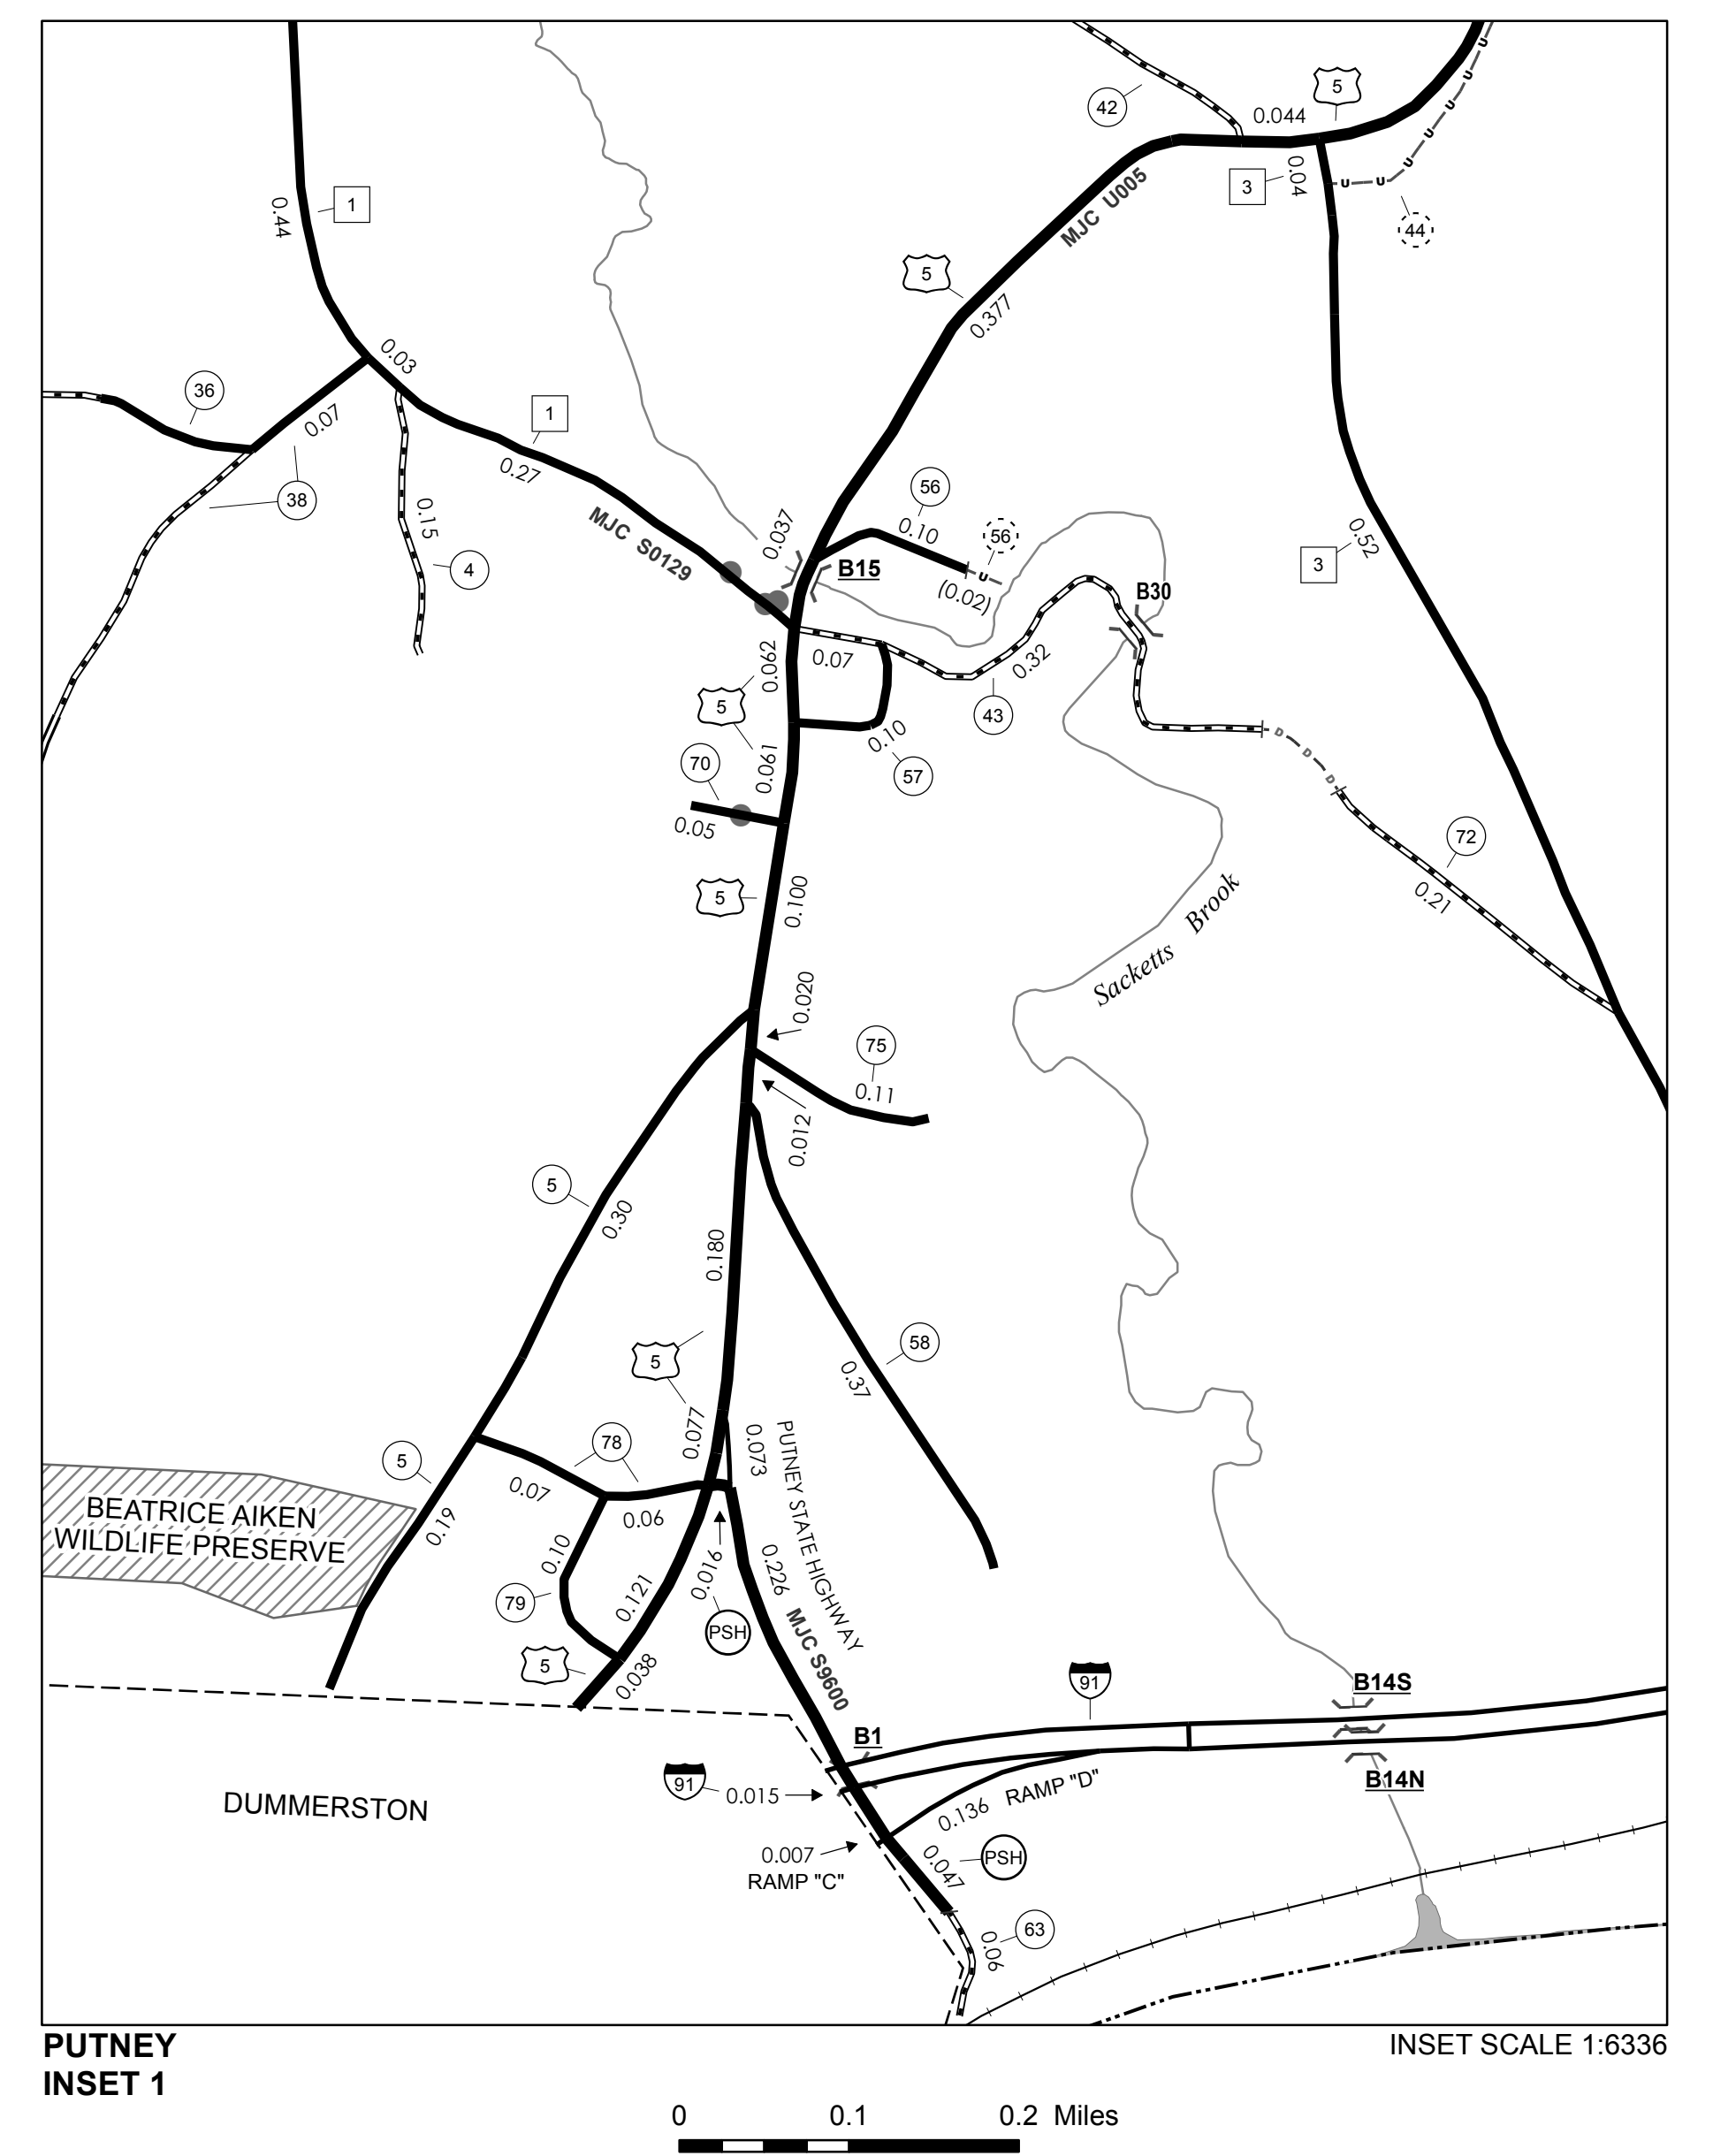 5
42
0.044
3
0.04
44
1
0.44
MJC U005
5
0.377
0.03
36
0.07
1
0.27
38
0.15
4
MJC S0129
0.037
56
0.10
56
(0.02)
B15
B30
0.52
3
0.062
0.07
0.32
43
5
0.10
57
70
0.061
0.05
72
0.21
5
0.100
Sacketts Brook
0.020
75
0.11
0.012
5
0.30
0.180
58
0.37
5
0.077
0.073
PUTNEY STATE HIGHWAY
78
5
0.07
0.06
BEATRICE AIKEN
WILDLIFE PRESERVE
0.19
0.10
79
0.121
0.016
PSH
0.226
MJC S9600
5
0.038
91
B14S
B1
91
0.015
B14N
DUMMERSTON
0.136
RAMP "D"
0.007
RAMP "C"
0.047
PSH
63
0.06
U U U U U U U
U
D D D
PUTNEY
INSET 1
INSET SCALE 1:6336
0 0.1 0.2 Miles